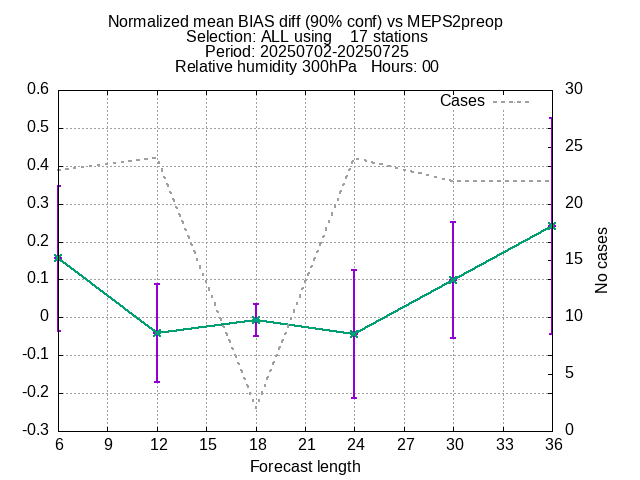 Normalized mean BIAS diff (90% conf) vs MEPS2preop
Selection: ALL using    17 stations
Period: 20250702-20250725
Relative humidity 300hPa   Hours: 00
Cases
0.6
0.5
0.4
0.3
0.2
0.1
0
-0.1
-0.2
-0.3
30
25
20
15
10
5
0
No cases
6 9 12 15 18 21 24 27 30 33 36
Forecast length